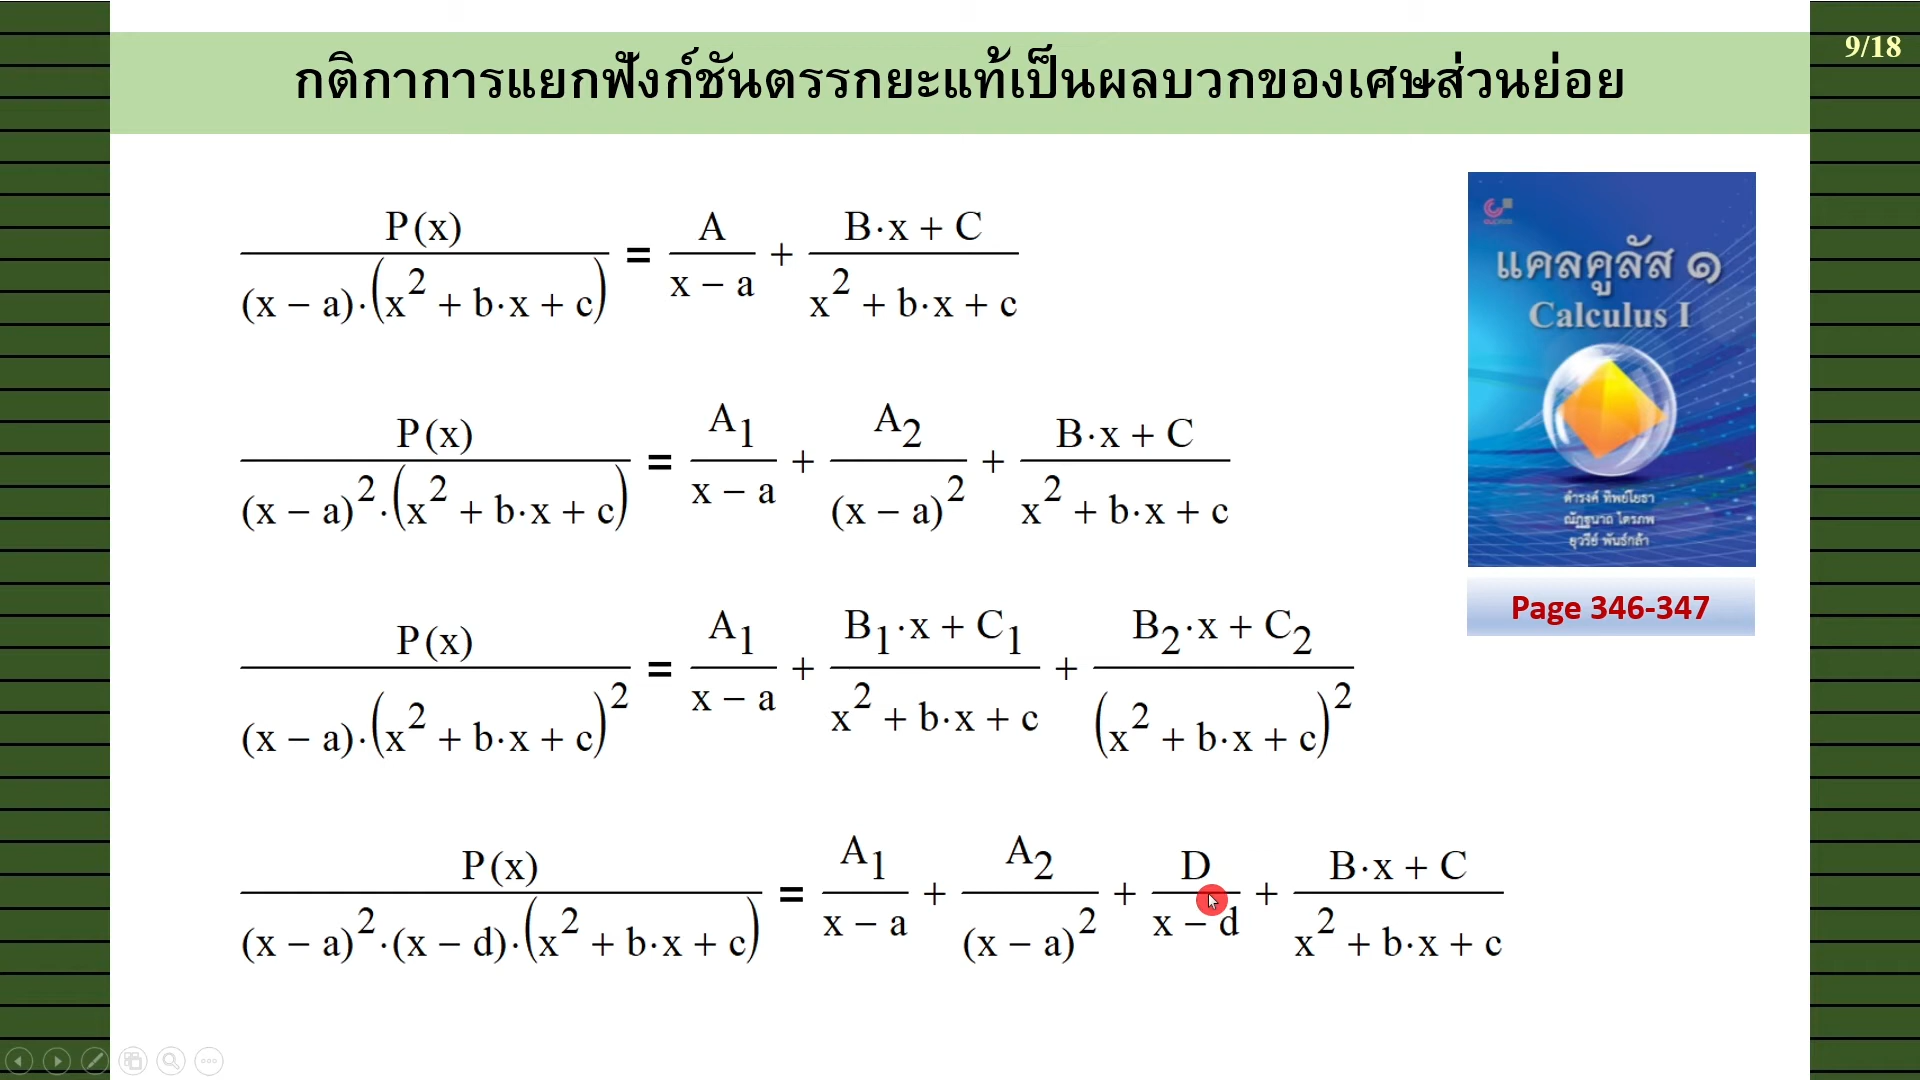 กติกาการแยกฟังก์ชันตรรกยะแท้เป็นผลบวกของเศษส่วนย่อย
9/18
P(x) / ((x − a)·(x² + b·x + c)) = A / (x − a) + (B·x + C) / (x² + b·x + c)
P(x) / ((x − a)²·(x² + b·x + c)) = A₁ / (x − a) + A₂ / (x − a)² + (B·x + C) / (x² + b·x + c)
P(x) / ((x − a)·(x² + b·x + c)²) = A₁ / (x − a) + (B₁·x + C₁) / (x² + b·x + c) + (B₂·x + C₂) / (x² + b·x + c)²
P(x) / ((x − a)²·(x − d)·(x² + b·x + c)) = A₁ / (x − a) + A₂ / (x − a)² + D / (x − d) + (B·x + C) / (x² + b·x + c)
แคลคูลัส ๑
Calculus I
ดำรงค์ ทิพย์โยธา
ณัฏฐนาถ ไตรภพ
ยุวรีย์ พันธ์กล้า
Page 346-347